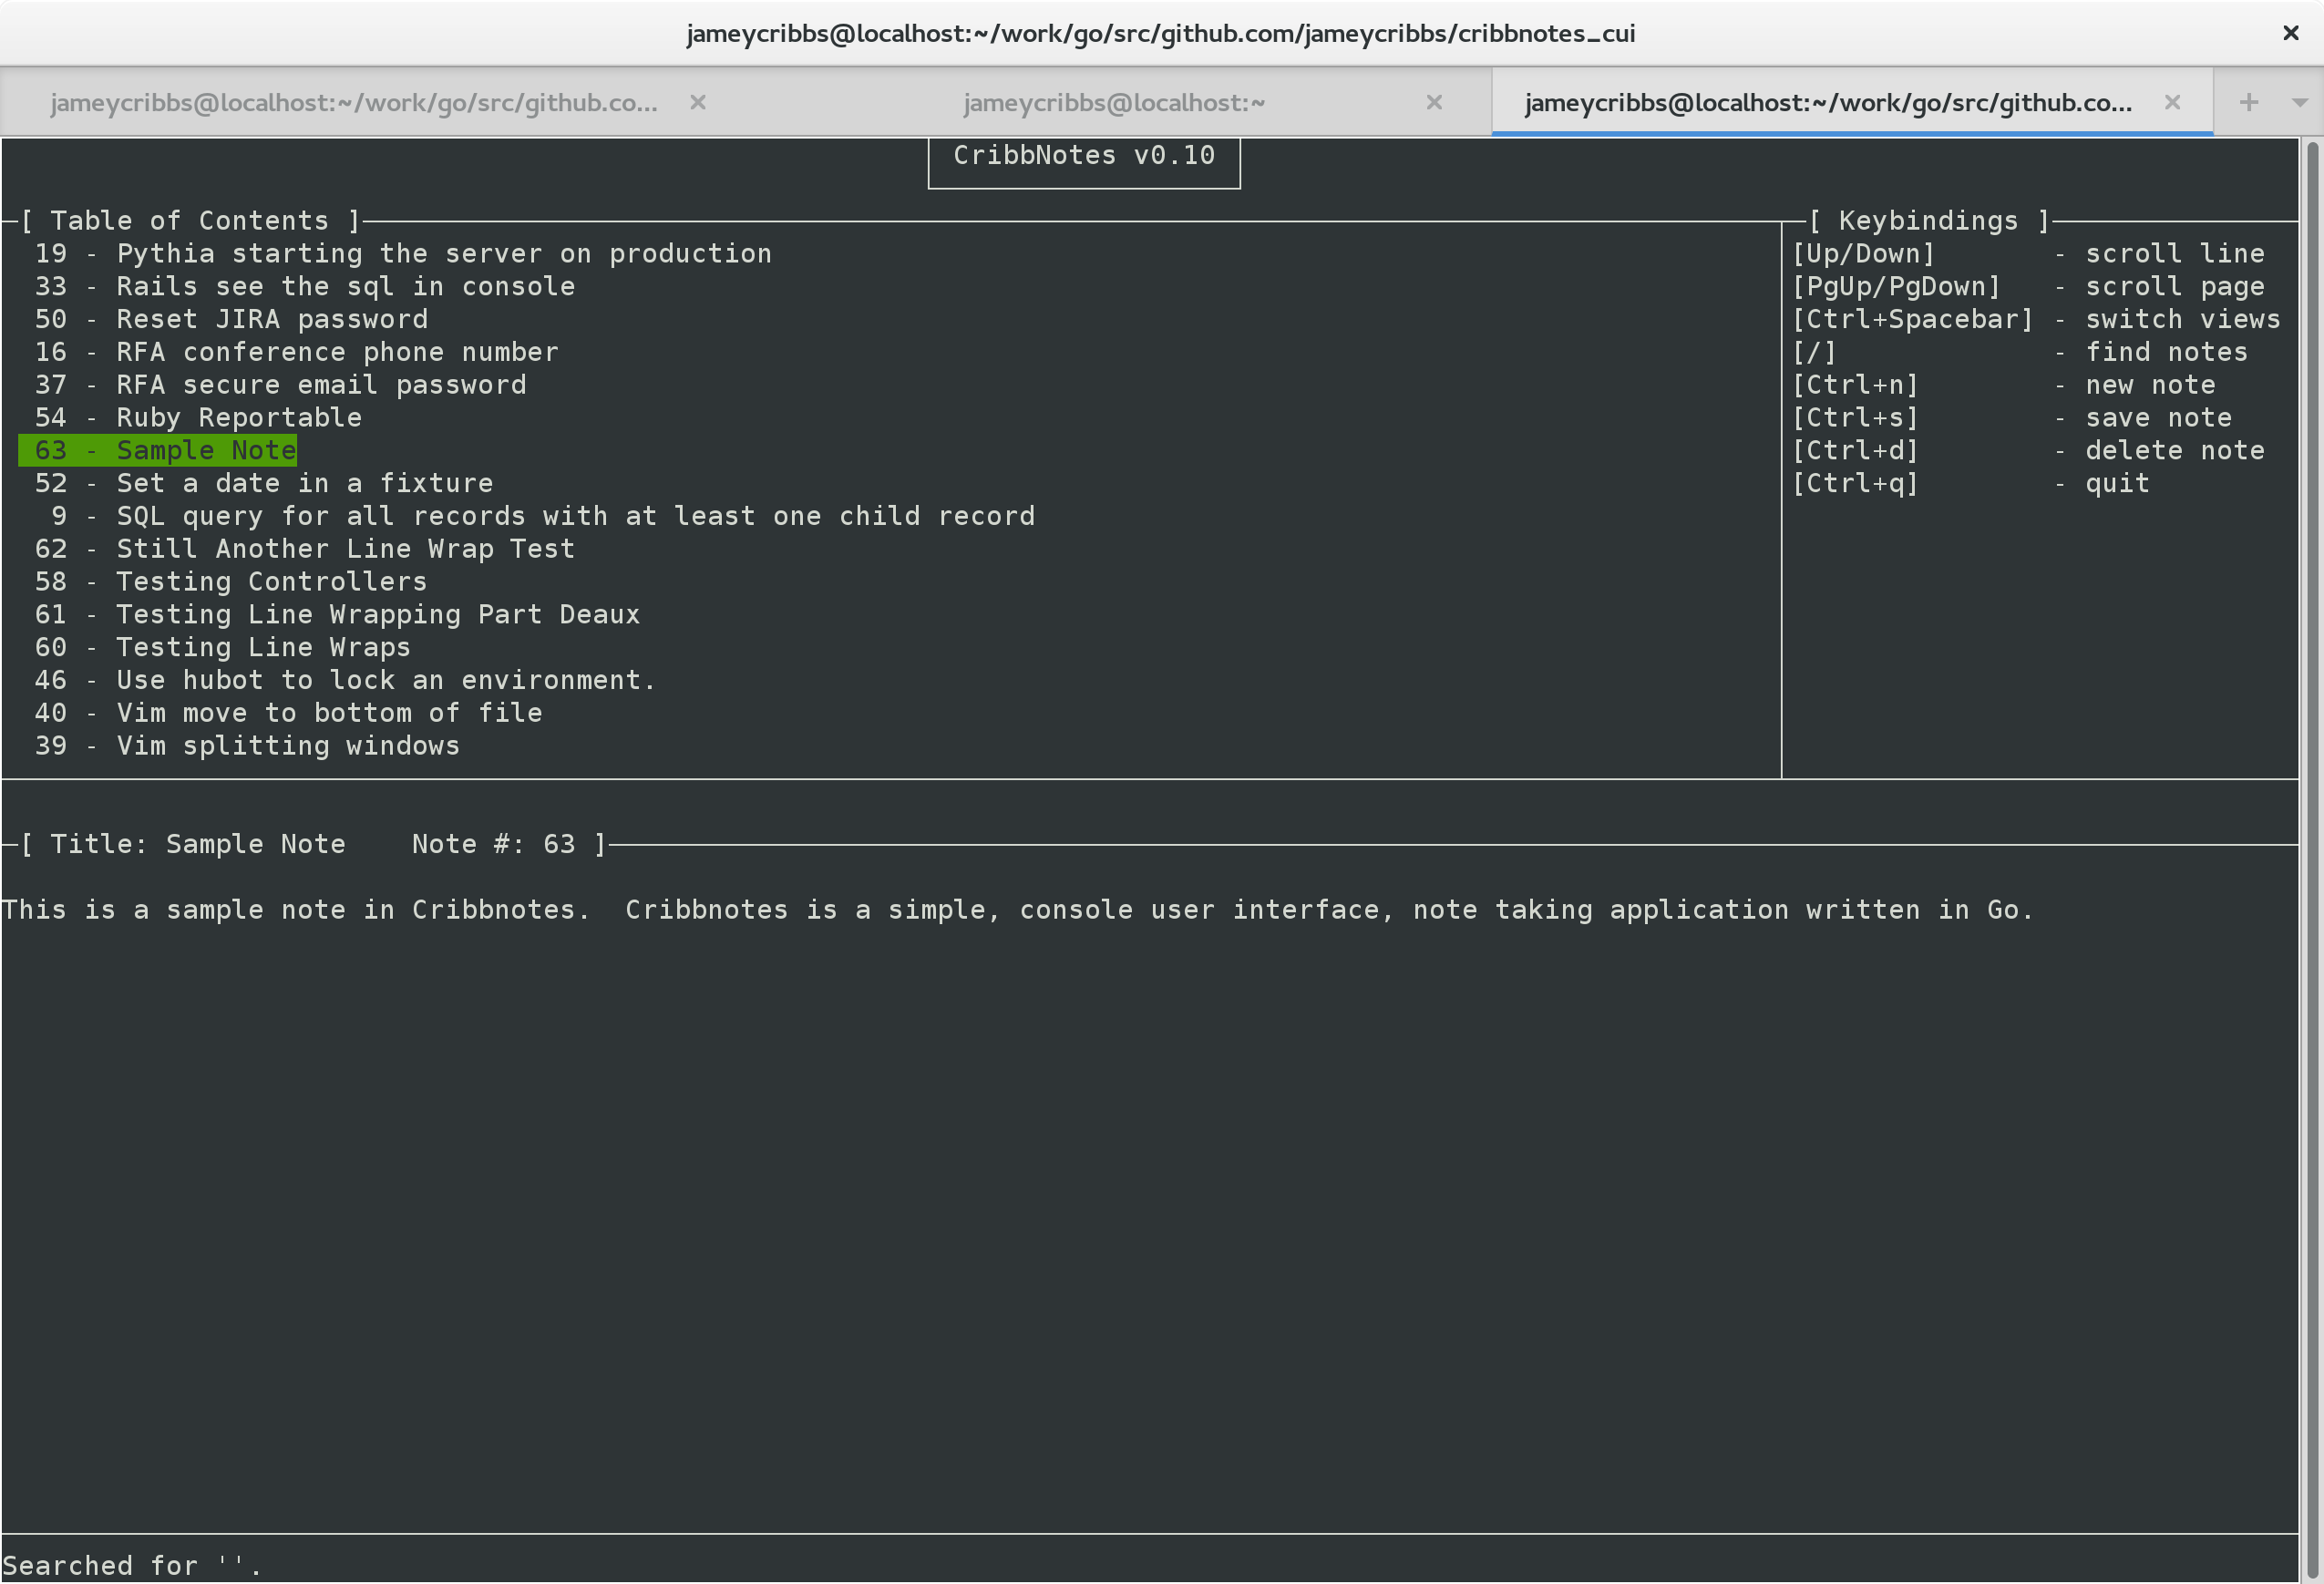 jameycribbs@localhost:~/work/go/src/github.com/jameycribbs/cribbnotes_cui
jameycribbs@localhost:~/work/go/src/github.co...
jameycribbs@localhost:~
jameycribbs@localhost:~/work/go/src/github.co...
CribbNotes v0.10
[ Table of Contents ]
19 - Pythia starting the server on production
33 - Rails see the sql in console
50 - Reset JIRA password
16 - RFA conference phone number
37 - RFA secure email password
54 - Ruby Reportable
63 - Sample Note
52 - Set a date in a fixture
9 - SQL query for all records with at least one child record
62 - Still Another Line Wrap Test
58 - Testing Controllers
61 - Testing Line Wrapping Part Deaux
60 - Testing Line Wraps
46 - Use hubot to lock an environment.
40 - Vim move to bottom of file
39 - Vim splitting windows
[ Keybindings ]
[Up/Down] - scroll line
[PgUp/PgDown] - scroll page
[Ctrl+Spacebar] - switch views
[/] - find notes
[Ctrl+n] - new note
[Ctrl+s] - save note
[Ctrl+d] - delete note
[Ctrl+q] - quit
[ Title: Sample Note    Note #: 63 ]
This is a sample note in Cribbnotes.  Cribbnotes is a simple, console user interface, note taking application written in Go.
Searched for ''.